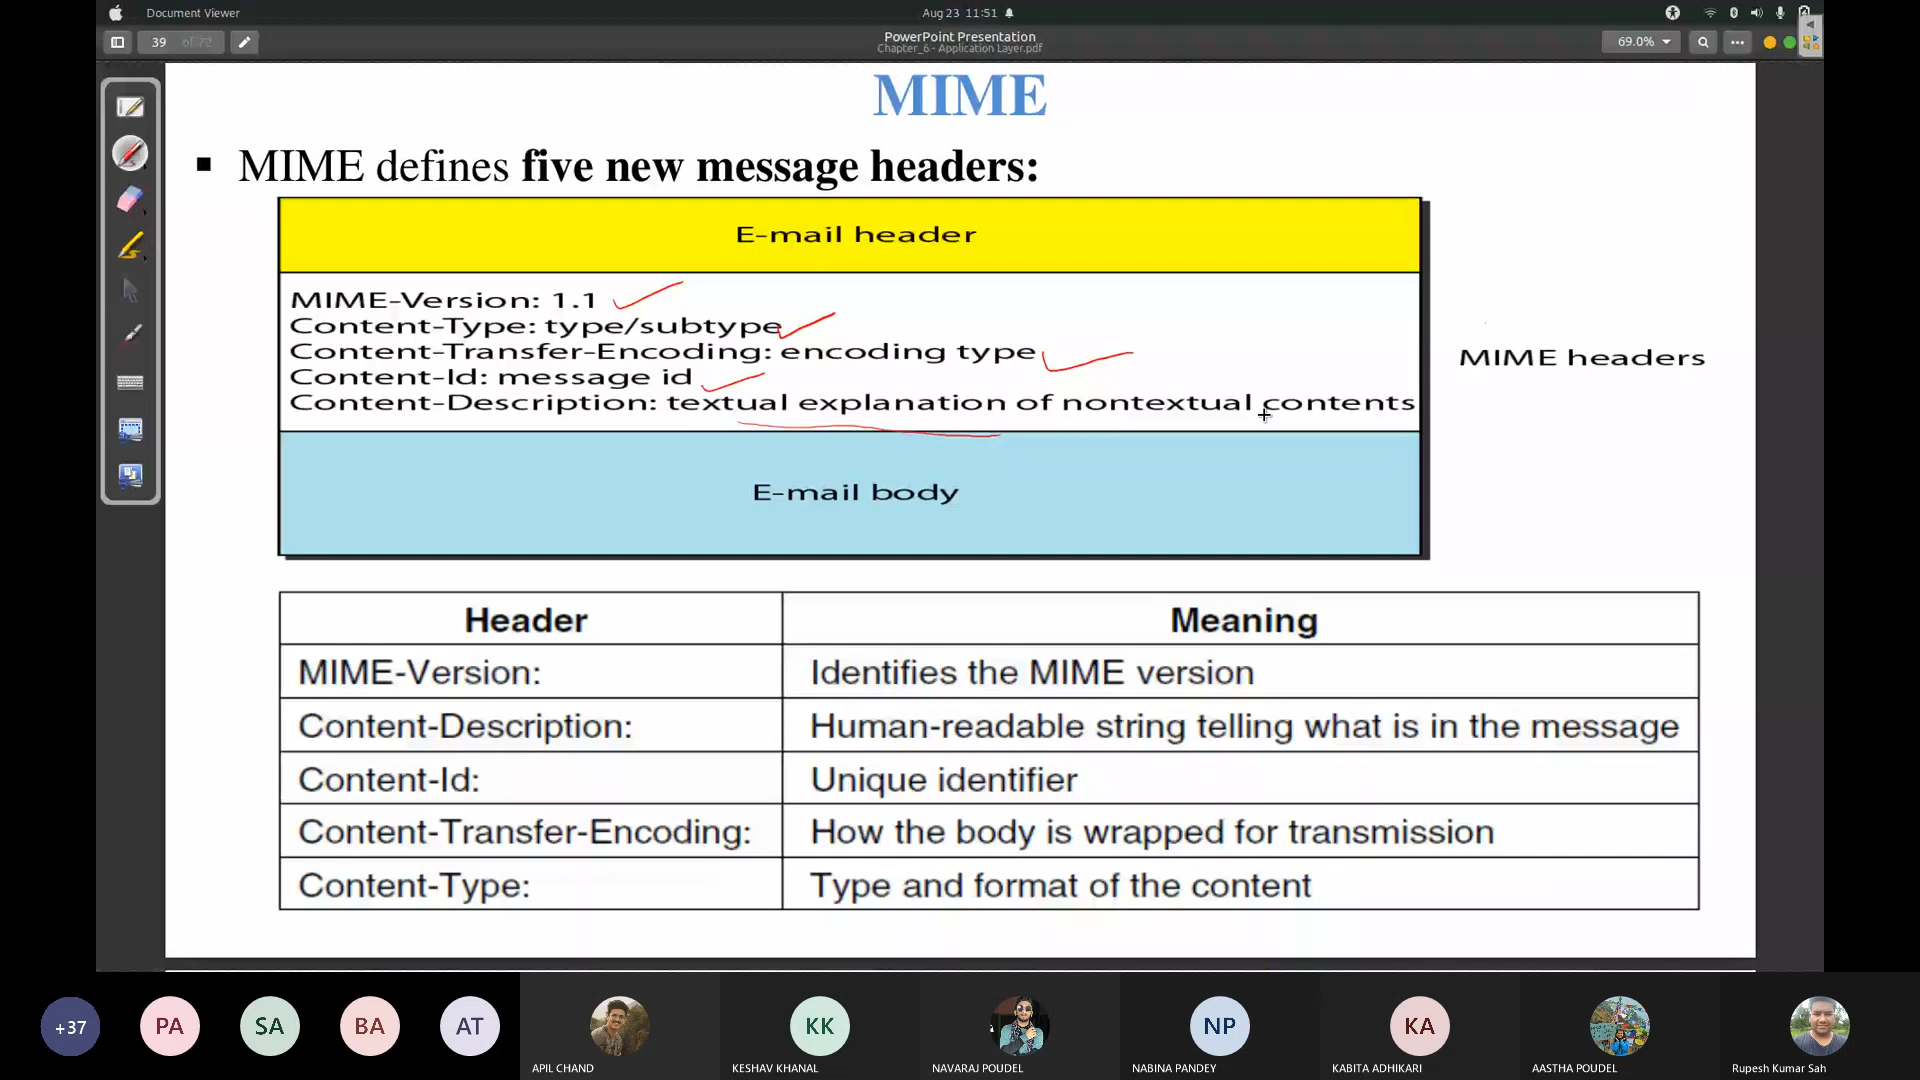 Document Viewer
Aug 23 11:51
39 of 72
PowerPoint Presentation
Chapter_6 - Application Layer.pdf
69.0%
MIME
MIME defines five new message headers:
E-mail header
MIME-Version: 1.1
Content-Type: type/subtype
Content-Transfer-Encoding: encoding type
Content-Id: message id
Content-Description: textual explanation of nontextual contents
MIME headers
E-mail body
Header Meaning
MIME-Version: Identifies the MIME version
Content-Description: Human-readable string telling what is in the message
Content-Id: Unique identifier
Content-Transfer-Encoding: How the body is wrapped for transmission
Content-Type: Type and format of the content
+37 PA SA BA AT KK NP KA
APIL CHAND KESHAV KHANAL NAVARAJ POUDEL NABINA PANDEY KABITA ADHIKARI AASTHA POUDEL Rupesh Kumar Sah